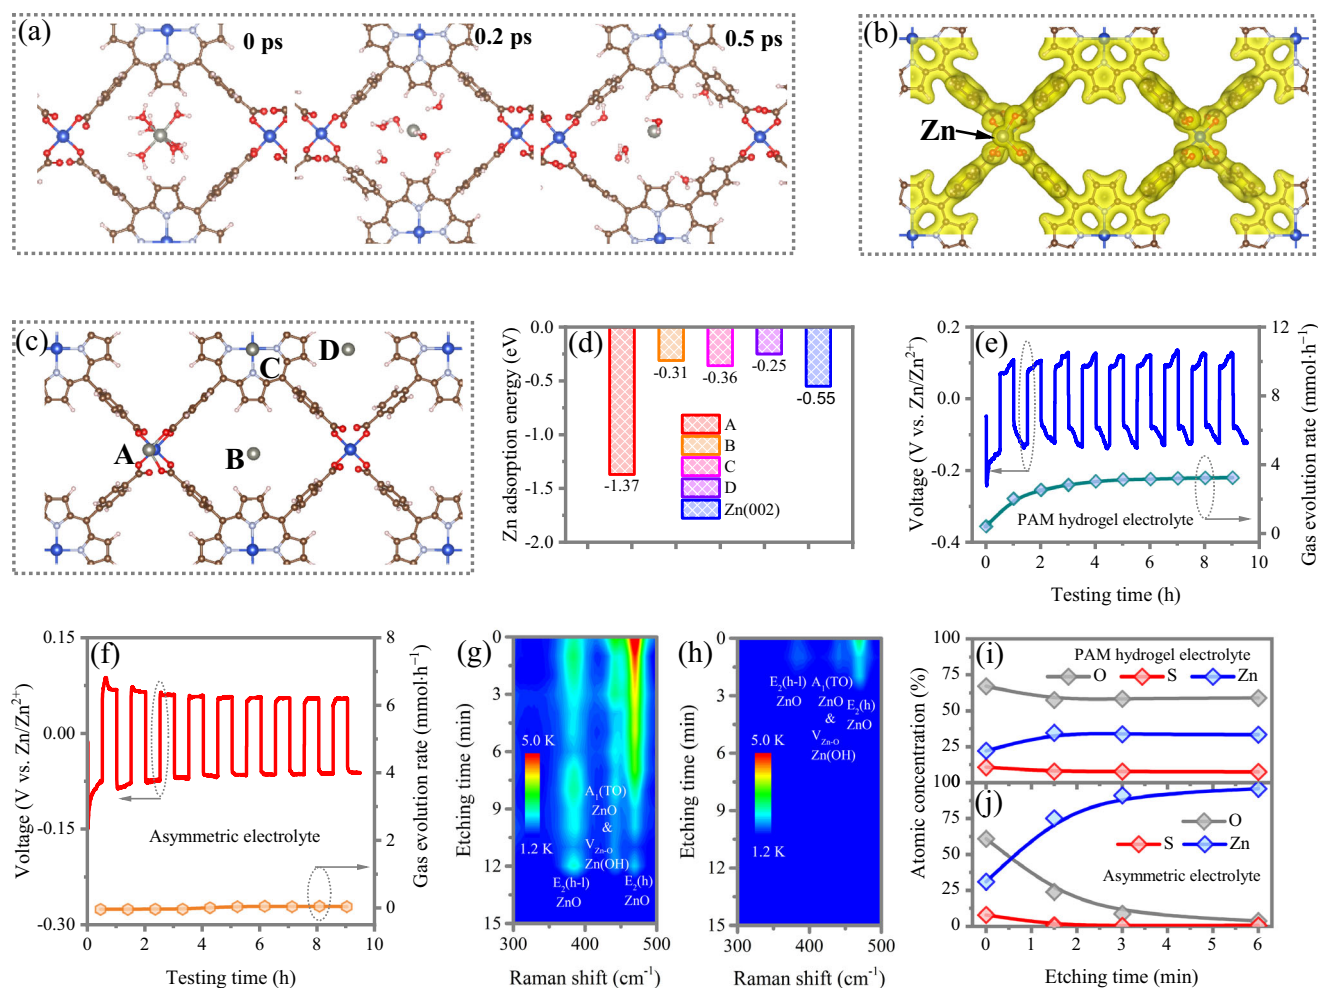 (a)
0 ps
0.2 ps
0.5 ps
(b)
Zn
(c)
A
B
C
D
(d)
Zn adsorption energy (eV)
0.0
-0.5
-1.0
-1.5
-2.0
-1.37
-0.31
-0.36
-0.25
-0.55
A
B
C
D
Zn(002)
(e)
Voltage (V vs. Zn/Zn²⁺)
0.2
0.0
-0.2
-0.4
PAM hydrogel electrolyte
0 2 4 6 8 10
Testing time (h)
12
10
8
6
4
2
0
Gas evolution rate (mmol·h⁻¹)
(f)
Voltage (V vs. Zn/Zn²⁺)
0.15
0.00
-0.15
-0.30
Asymmetric electrolyte
0 2 4 6 8 10
Testing time (h)
8
6
4
2
0
Gas evolution rate (mmol·h⁻¹)
(g)
Etching time (min)
0
3
6
9
12
15
5.0 K
1.2 K
A₁(TO)
ZnO
&
V_Zn-O
Zn(OH)
E₂(h-l)
ZnO
E₂(h)
ZnO
300 400 500
Raman shift (cm⁻¹)
(h)
Etching time (min)
0
3
6
9
12
15
E₂(h-l)
ZnO
A₁(TO)
ZnO
&
V_Zn-O
Zn(OH)
E₂(h)
ZnO
5.0 K
1.2 K
300 400 500
Raman shift (cm⁻¹)
(i)
PAM hydrogel electrolyte
O S Zn
100
75
50
25
Atomic concentration (%)
(j)
O
S Zn
Asymmetric electrolyte
100
75
50
25
0
0.0 1.5 3.0 4.5 6.0
Etching time (min)